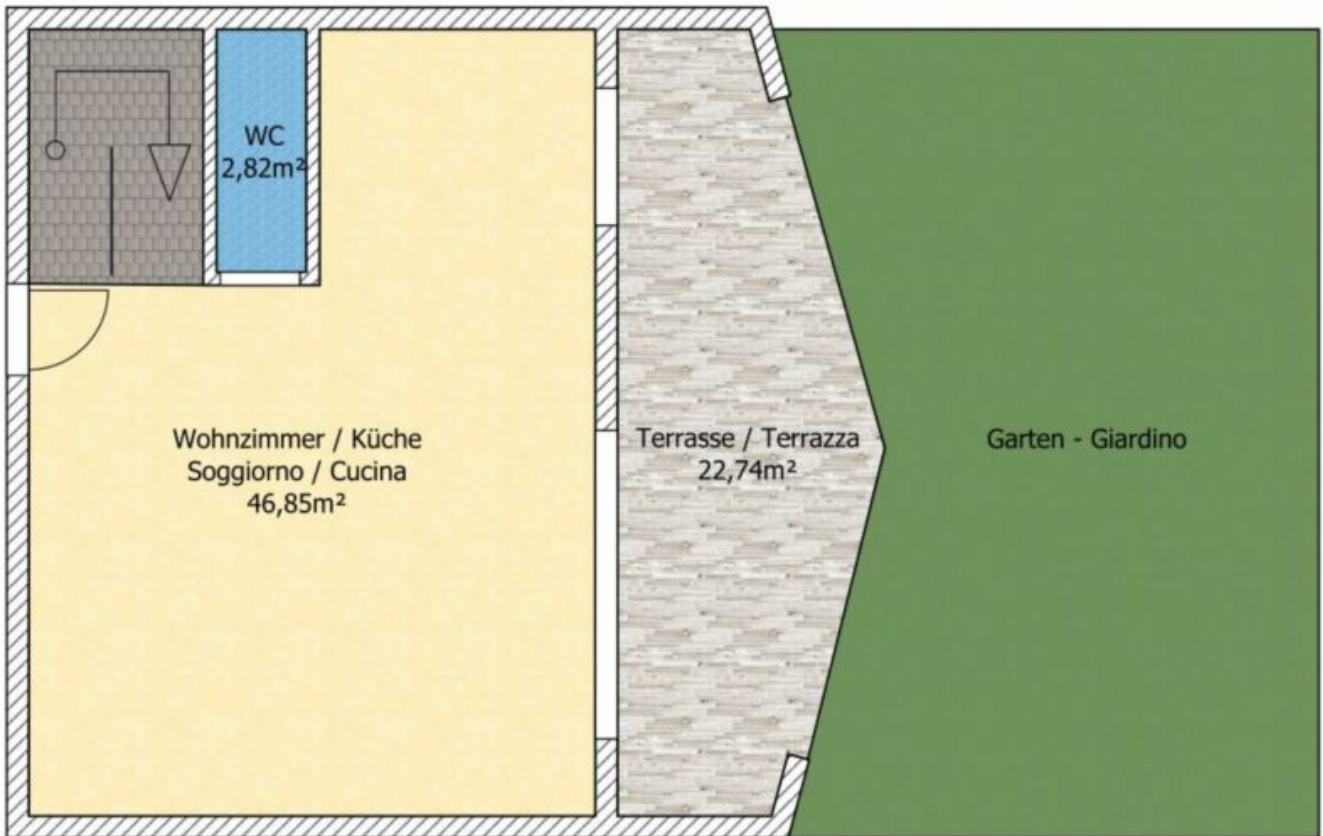 WC
2,82m²
Wohnzimmer / Küche
Soggiorno / Cucina
46,85m²
Terrasse / Terrazza
22,74m²
Garten - Giardino